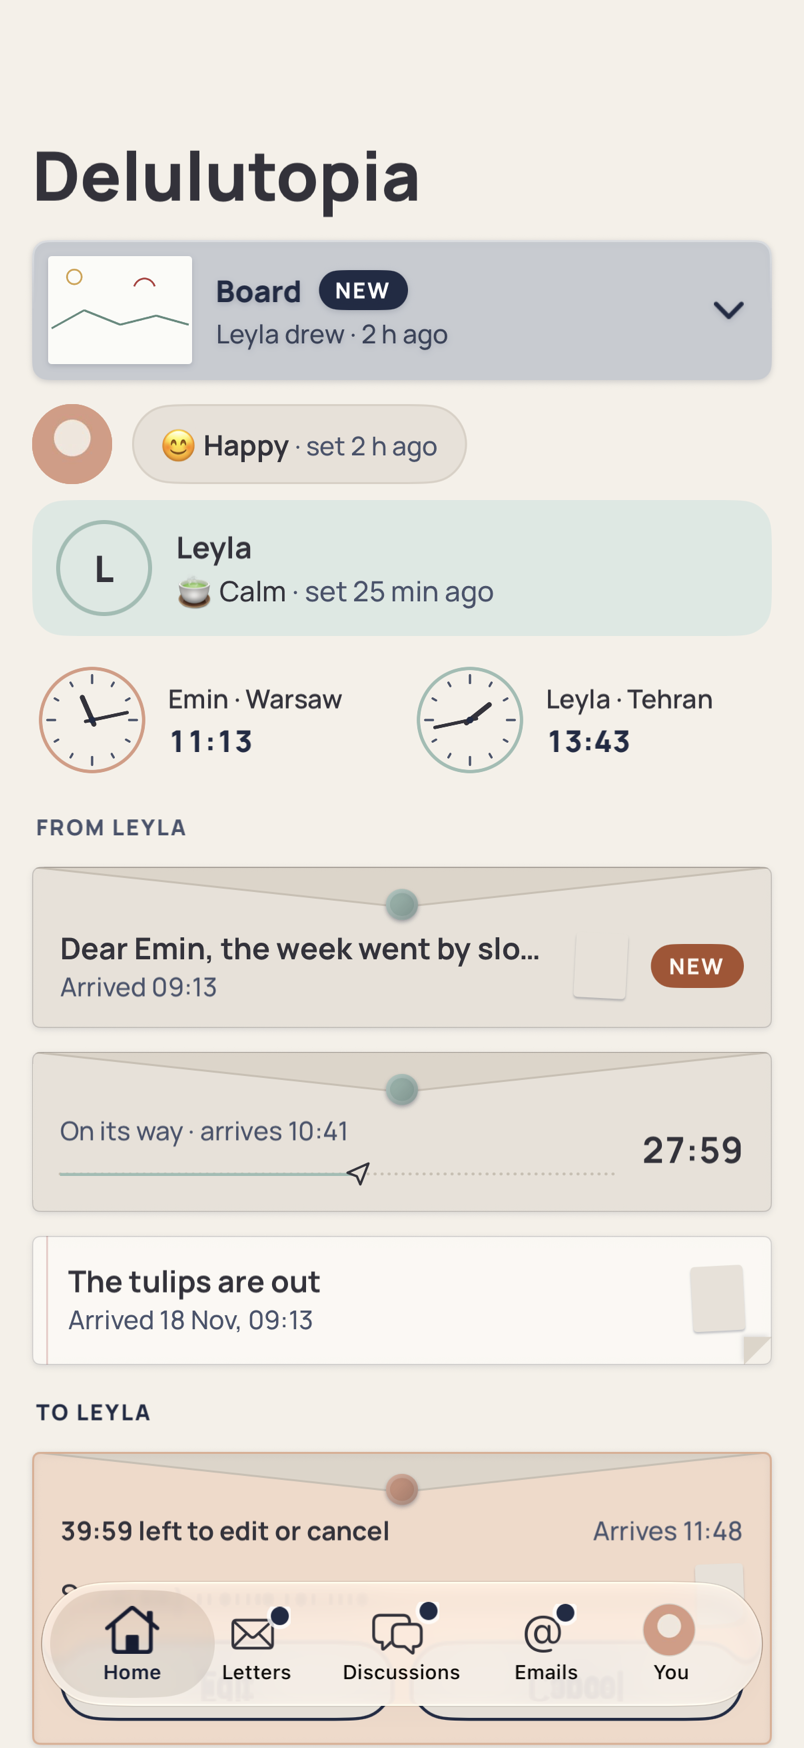 Delulutopia
Board NEW
Leyla drew · 2 h ago
😊 Happy · set 2 h ago
L
Leyla
🍵 Calm · set 25 min ago
Emin · Warsaw
11:13
Leyla · Tehran
13:43
FROM LEYLA
Dear Emin, the week went by slo...
NEW
Arrived 09:13
On its way · arrives 10:41
27:59
The tulips are out
Arrived 18 Nov, 09:13
TO LEYLA
39:59 left to edit or cancel
Arrives 11:48
Home
Letters
Discussions
@
Emails
You